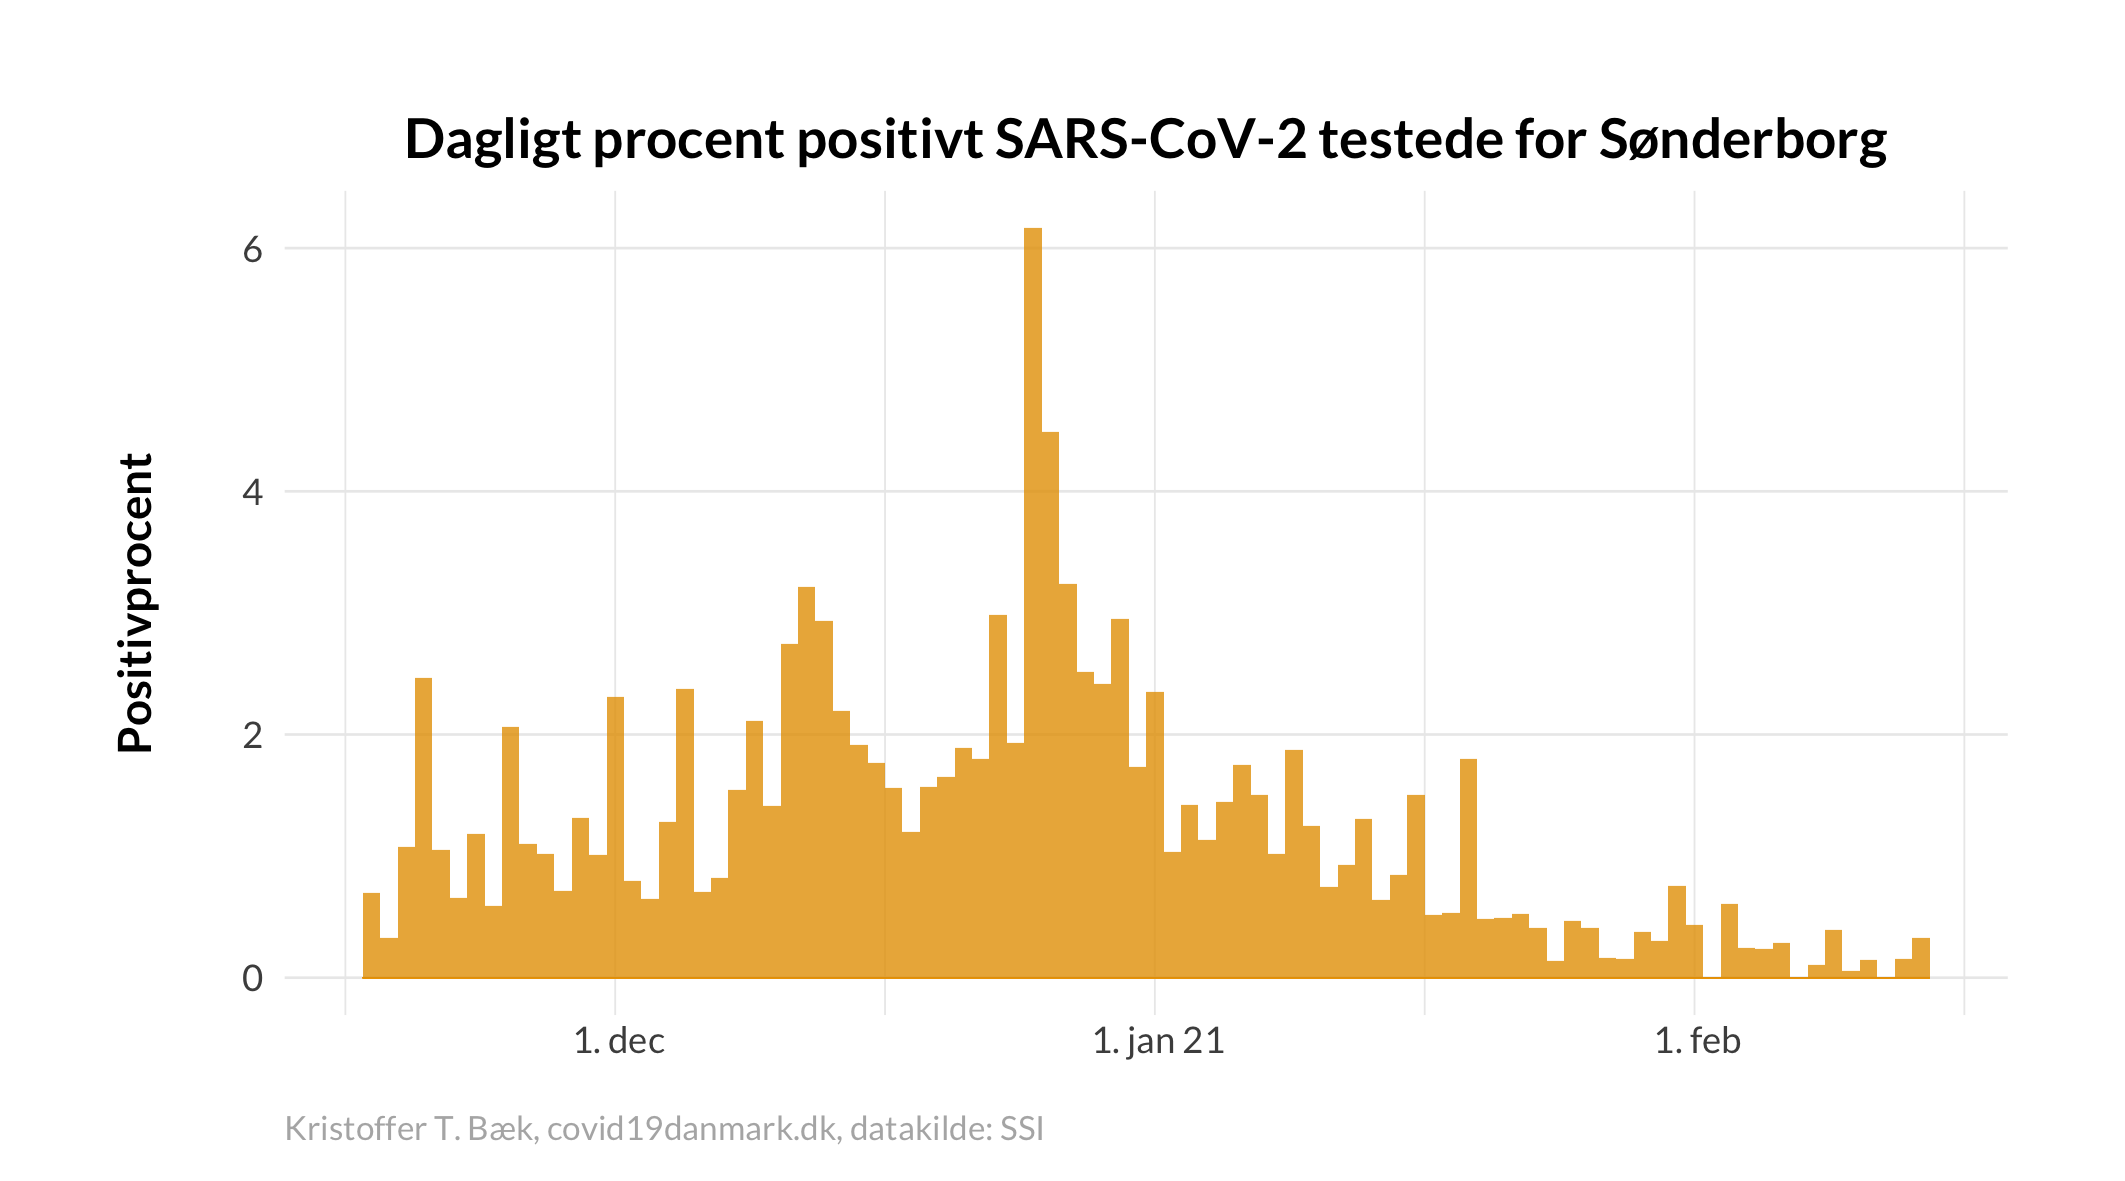 Dagligt procent positivt SARS-CoV-2 testede for Sønderborg
Positivprocent
6
4
2
0
1. dec
1. jan 21
1. feb
Kristoffer T. Bæk, covid19danmark.dk, datakilde: SSI